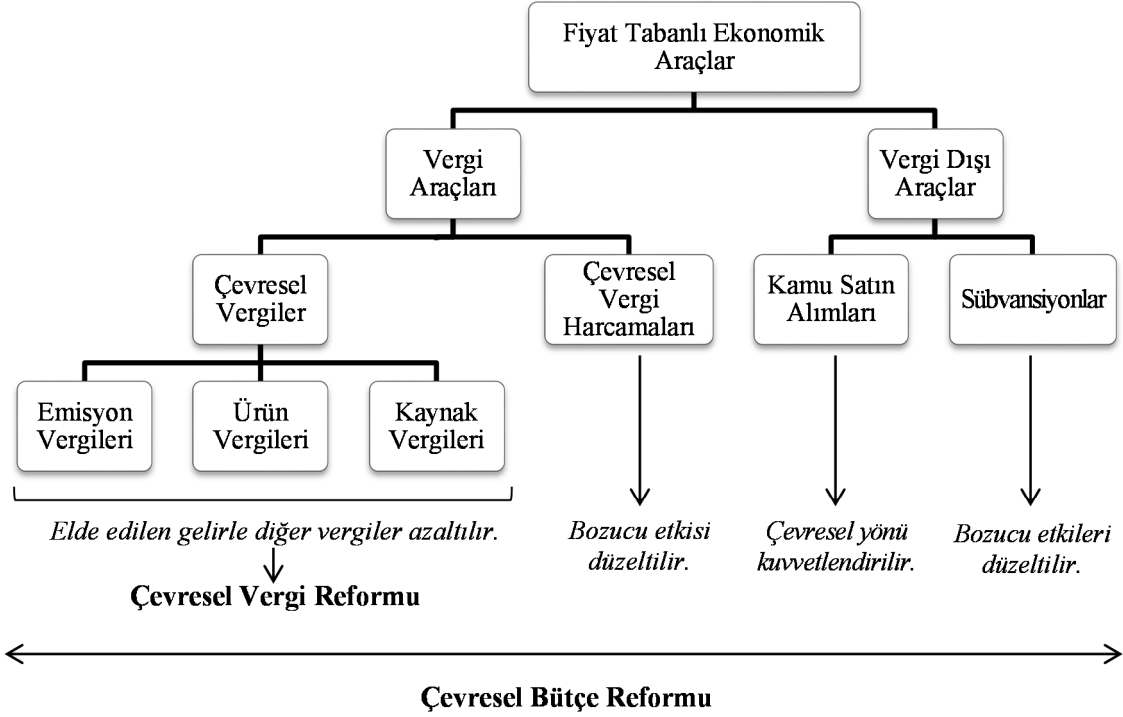 Fiyat Tabanlı Ekonomik
Araçlar
Vergi
Araçları
Vergi Dışı
Araçlar
Çevresel
Vergiler
Çevresel
Vergi
Harcamaları
Kamu Satın
Alımları
Sübvansiyonlar
Emisyon
Vergileri
Ürün
Vergileri
Kaynak
Vergileri
Elde edilen gelirle diğer vergiler azaltılır.
Bozucu etkisi
düzeltilir.
Çevresel yönü
kuvvetlendirilir.
Bozucu etkileri
düzeltilir.
Çevresel Vergi Reformu
Çevresel Bütçe Reformu